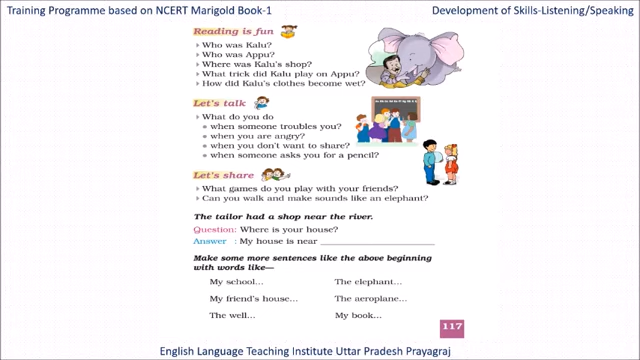 Training Programme based on NCERT Marigold Book-1
Development of Skills-Listening/Speaking
Reading is fun
Who was Kalu?
Who was Appu?
Where was Kalu's shop?
What trick did Kalu play on Appu?
How did Kalu's clothes become wet?
Let's talk
What do you do
when someone troubles you?
when you are angry?
when you don't want to share?
when someone asks you for a pencil?
Let's share
What games do you play with your friends?
Can you walk and make sounds like an elephant?
The tailor had a shop near the river.
Question: Where is your house?
Answer : My house is near ____________________
Make some more sentences like the above beginning
with words like—
My school... The elephant...
My friend's house... The aeroplane...
The well... My book...
117
English Language Teaching Institute Uttar Pradesh Prayagraj